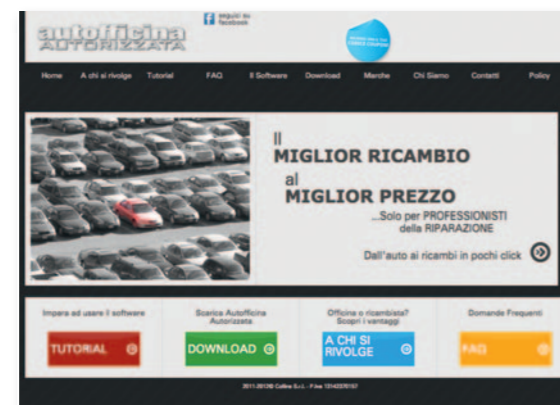 autofficina
AUTORIZZATA
seguici su
facebook
CODICE COUPON!
Home A chi si rivolge Tutorial FAQ Il Software Download Marche Chi Siamo Contatti Policy
Il
MIGLIOR RICAMBIO
al
MIGLIOR PREZZO
...Solo per PROFESSIONISTI
della RIPARAZIONE
Dall'auto ai ricambi in pochi click
Impara ad usare il software
TUTORIAL
Scarica Autofficina
Autorizzata
DOWNLOAD
Officina o ricambista?
Scopri i vantaggi
A CHI SI
RIVOLGE
Domande Frequenti
FAQ